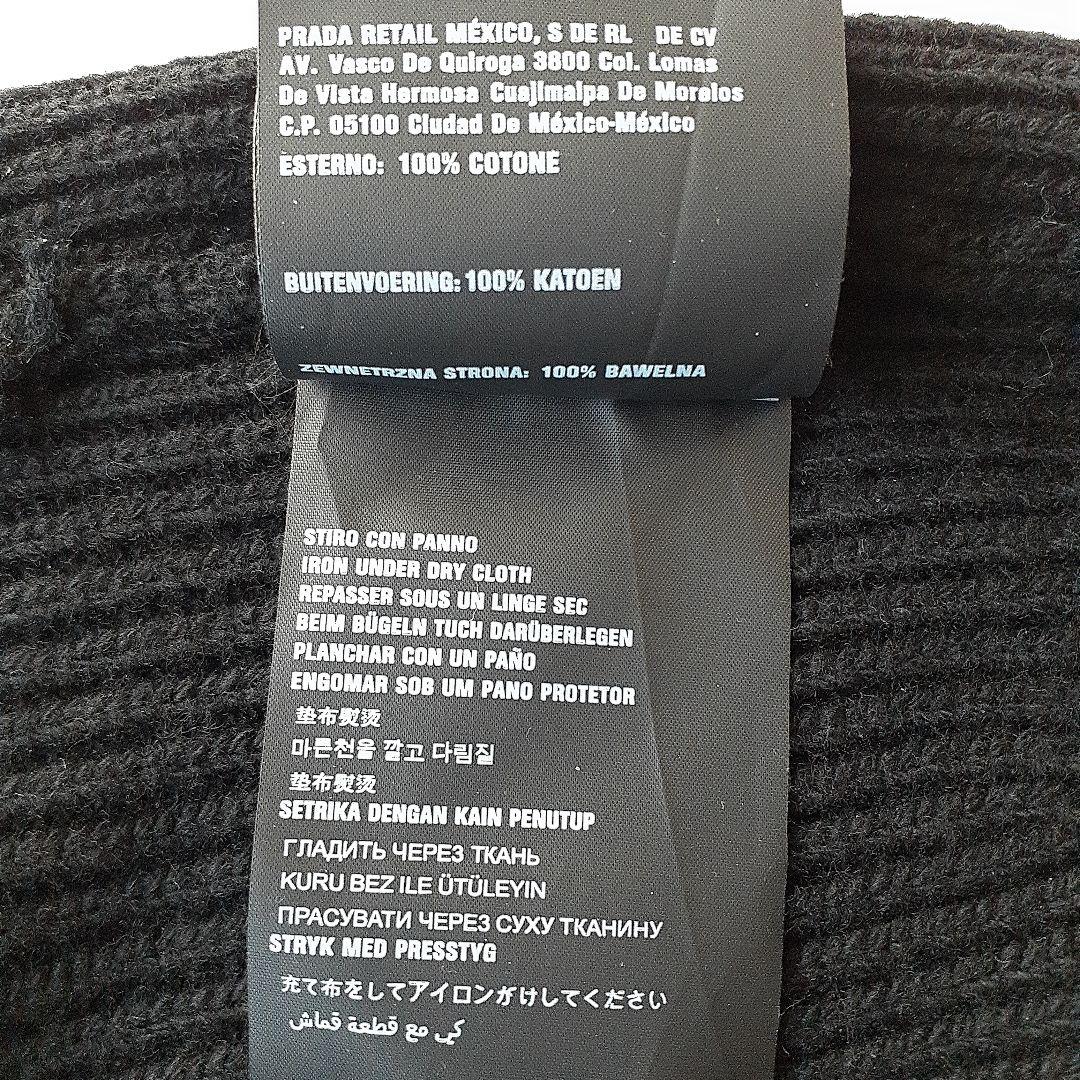 PRADA RETAIL MÉXICO, S DE RL DE CV
AV. Vasco De Quiroga 3800 Col. Lomas
De Vista Hermosa Cuajimalpa De Morelos
C.P. 05100 Ciudad De México-México
ESTERNO: 100% COTONE
BUITENVOERING: 100% KATOEN
ZEWNETRZNA STRONA: 100% BAWELNA
STIRO CON PANNO
IRON UNDER DRY CLOTH
REPASSER SOUS UN LINGE SEC
BEIM BÜGELN TUCH DARÜBERLEGEN
PLANCHAR CON UN PAÑO
ENGOMAR SOB UM PANO PROTETOR
垫布熨烫
마른천을 깔고 다림질
垫布熨烫
SETRIKA DENGAN KAIN PENUTUP
ГЛАДИТЬ ЧЕРЕЗ ТКАНЬ
KURU BEZ ILE ÜTÜLEYIN
ПРАСУВАТИ ЧЕРЕЗ СУХУ ТКАНИНУ
STRYK MED PRESSTYG
充て布をしてアイロンがけしてください
كي مع قطعة قماش